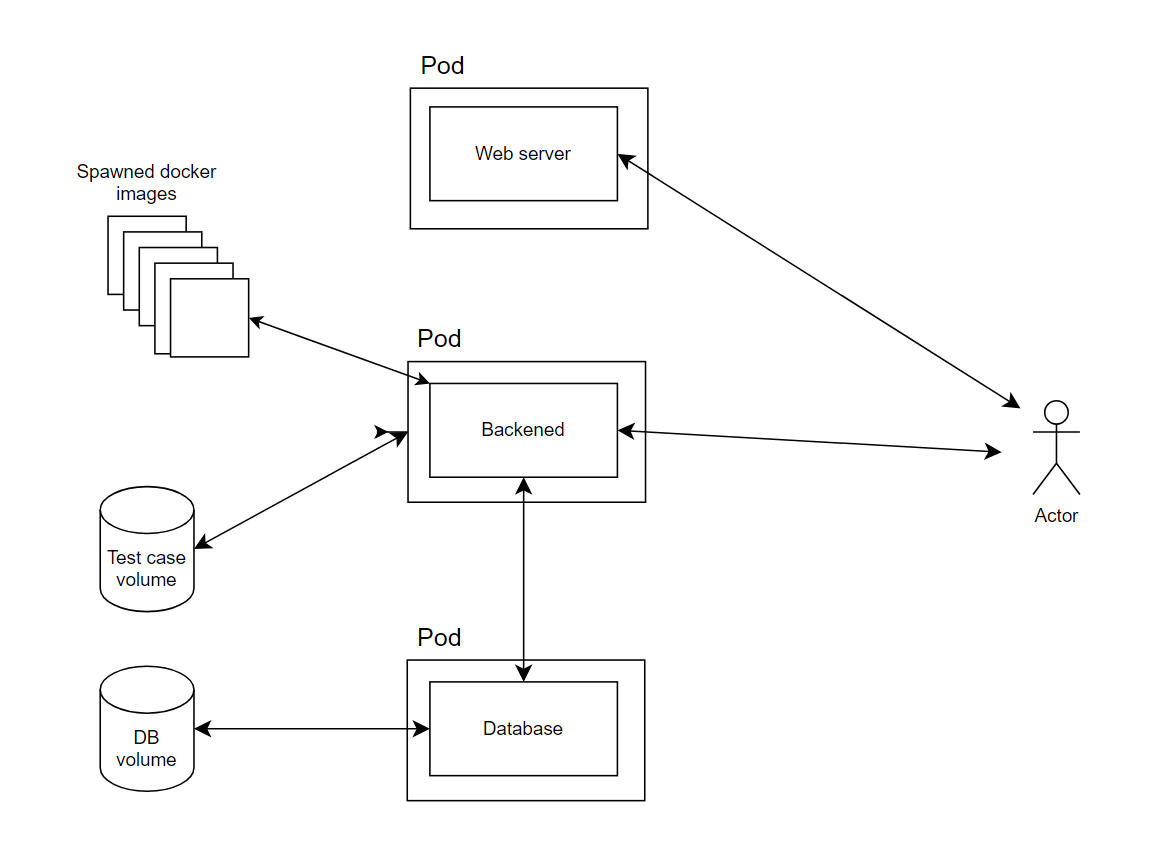 Pod
Web server
Spawned docker
images
Pod
Backened
Actor
Test case
volume
Pod
Database
DB
volume